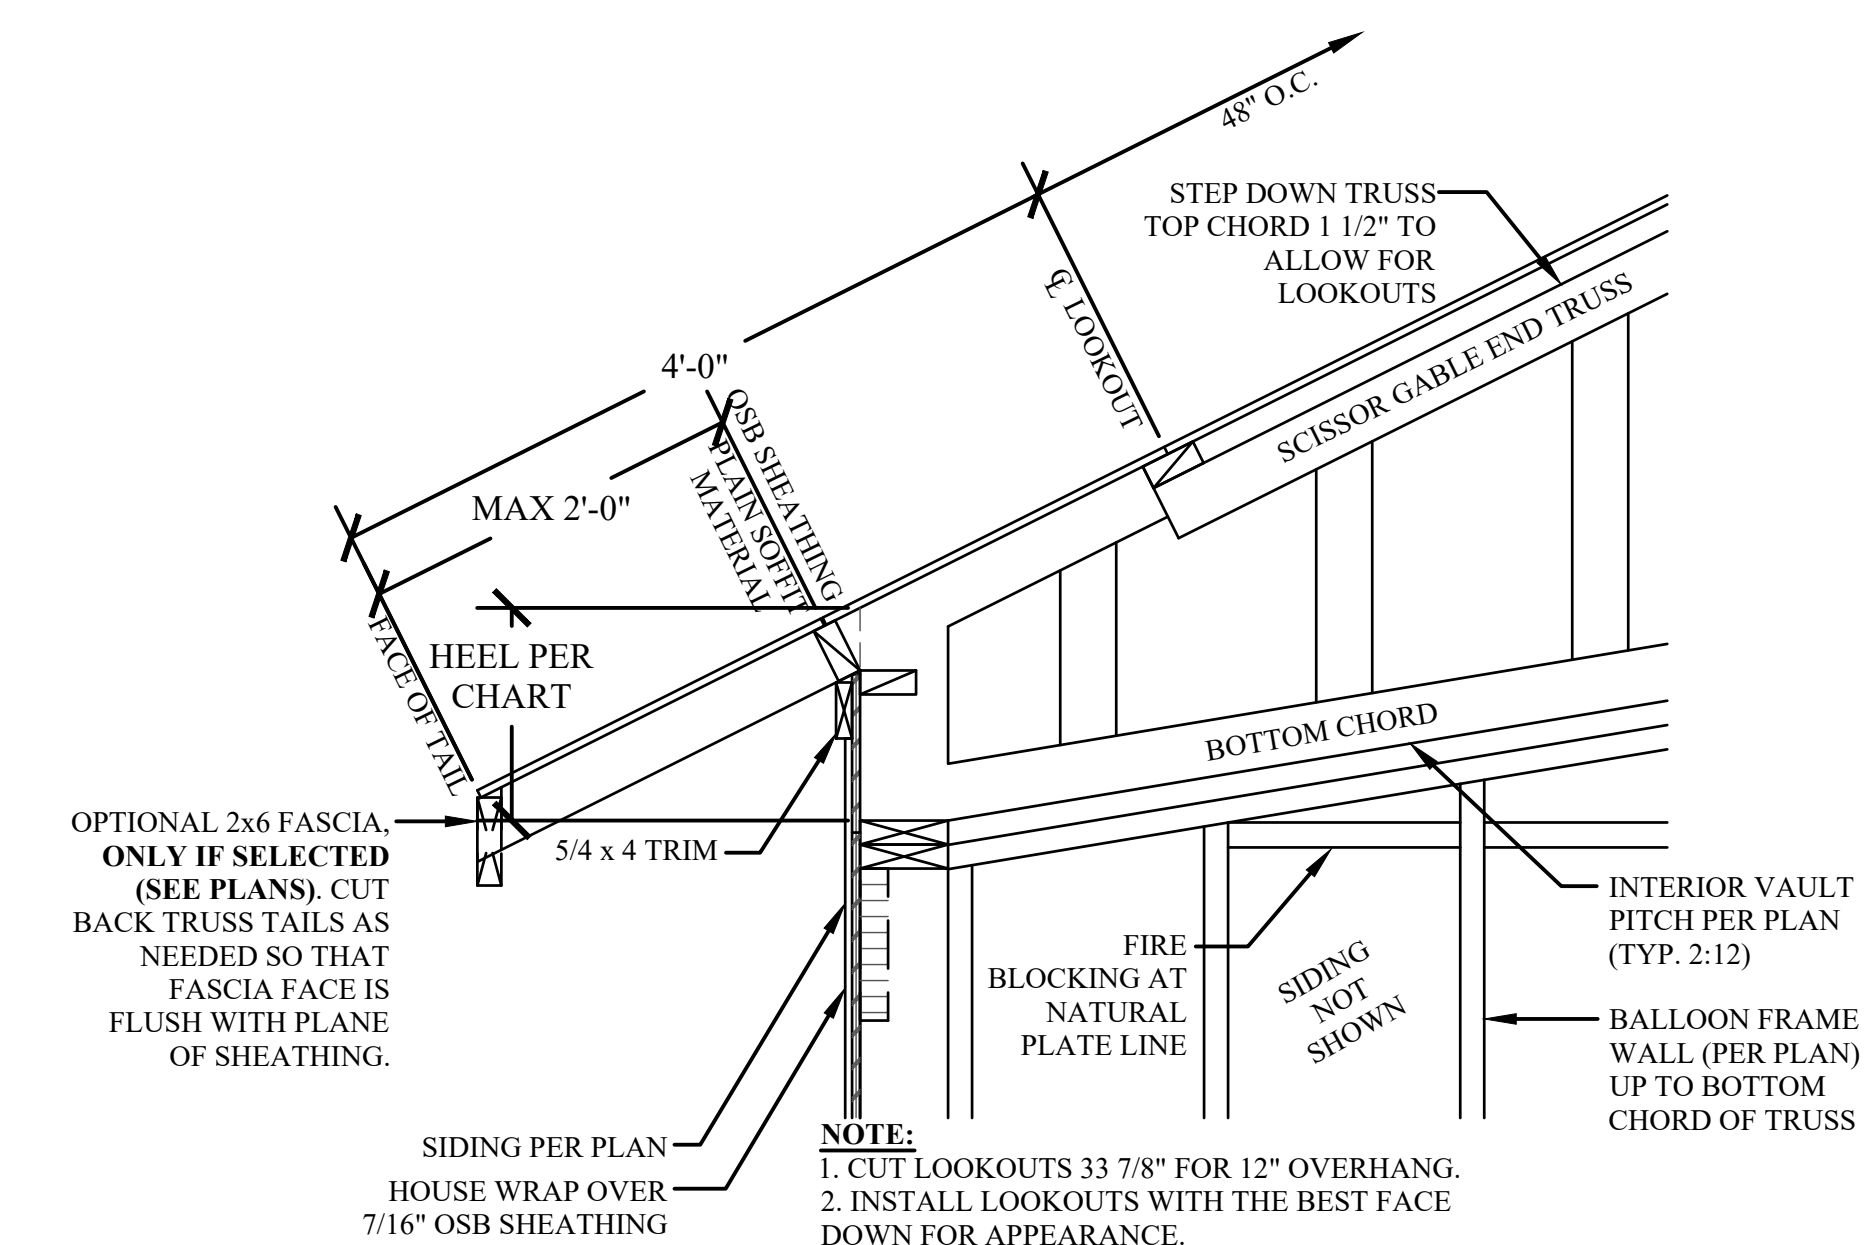 48" O.C.
STEP DOWN TRUSS
TOP CHORD 1 1/2" TO
ALLOW FOR
LOOKOUTS
℄ LOOKOUT
SCISSOR GABLE END TRUSS
4'-0"
OSB SHEATHING
PLAIN SOFFIT
MATERIAL
MAX 2'-0"
FACE OF TAIL
HEEL PER
CHART
BOTTOM CHORD
OPTIONAL 2x6 FASCIA,
ONLY IF SELECTED
(SEE PLANS). CUT
BACK TRUSS TAILS AS
NEEDED SO THAT
FASCIA FACE IS
FLUSH WITH PLANE
OF SHEATHING.
5/4 x 4 TRIM
FIRE
BLOCKING AT
NATURAL
PLATE LINE
SIDING
NOT
SHOWN
INTERIOR VAULT
PITCH PER PLAN
(TYP. 2:12)
BALLOON FRAME
WALL (PER PLAN)
UP TO BOTTOM
CHORD OF TRUSS
SIDING PER PLAN
HOUSE WRAP OVER
7/16" OSB SHEATHING
NOTE:
1. CUT LOOKOUTS 33 7/8" FOR 12" OVERHANG.
2. INSTALL LOOKOUTS WITH THE BEST FACE
DOWN FOR APPEARANCE.